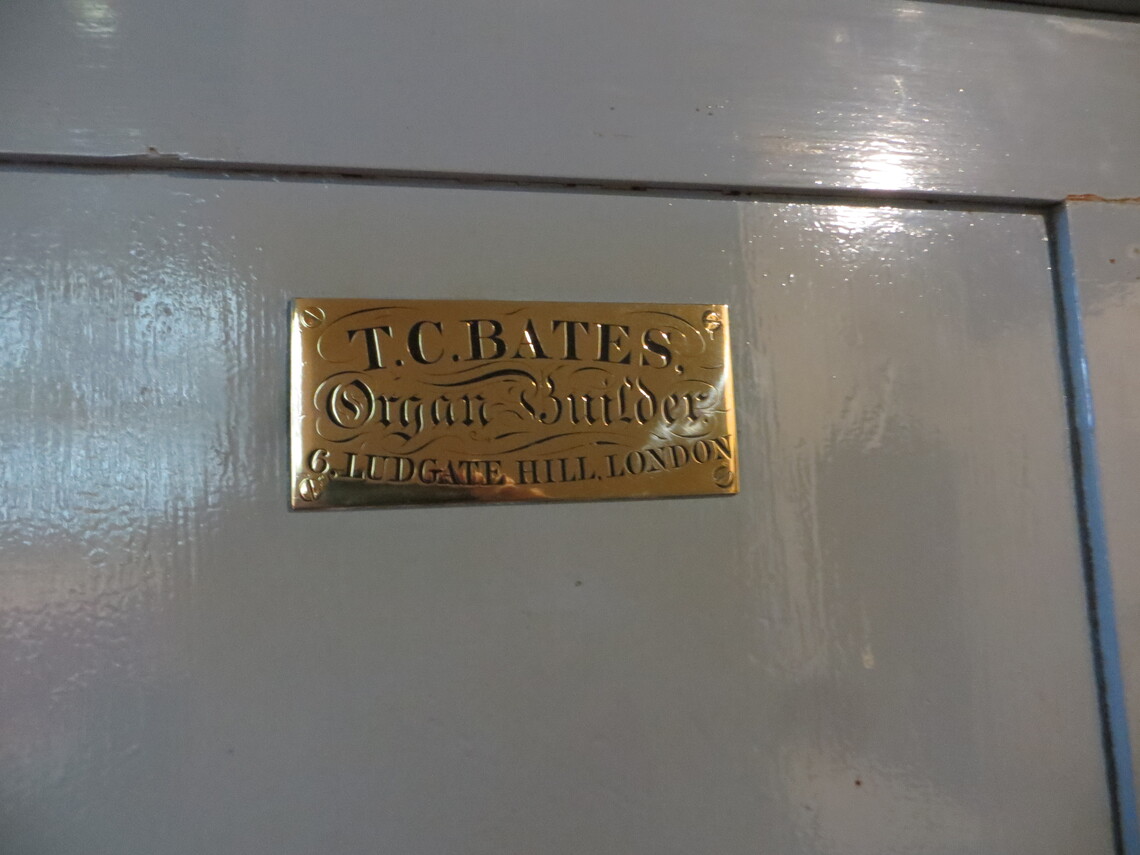 T.C.BATES,
Organ Builder,
6, LUDGATE HILL, LONDON